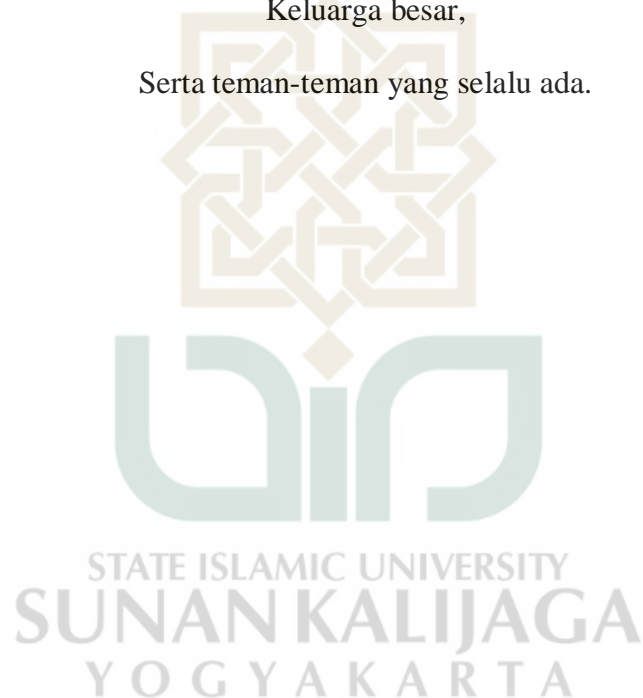 Keluarga besar,
Serta teman-teman yang selalu ada.
STATE ISLAMIC UNIVERSITY
SUNAN KALIJAGA
YOGYAKARTA